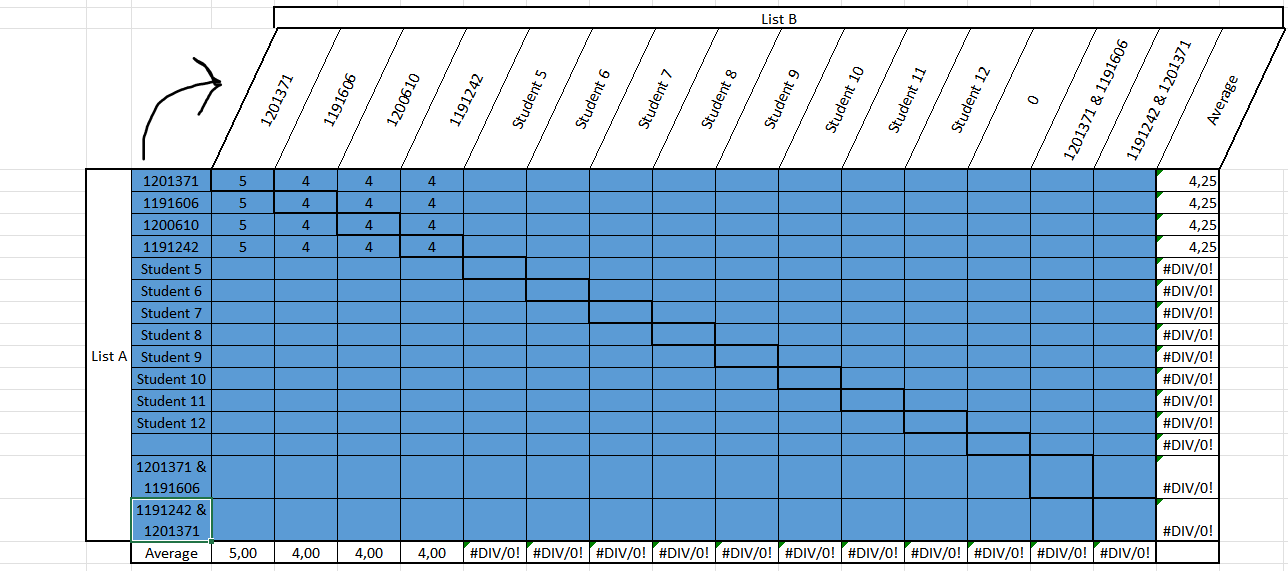 List B
1201371 1191606 1200610 1191242 Student 5 Student 6 Student 7 Student 8 Student 9 Student 10 Student 11 Student 12 0 1201371 & 1191606 1191242 & 1201371 Average
List A
1201371 5 4 4 4 4,25
1191606 5 4 4 4 4,25
1200610 5 4 4 4 4,25
1191242 5 4 4 4 4,25
Student 5 #DIV/0!
Student 6 #DIV/0!
Student 7 #DIV/0!
Student 8 #DIV/0!
Student 9 #DIV/0!
Student 10 #DIV/0!
Student 11 #DIV/0!
Student 12 #DIV/0!
#DIV/0!
1201371 &
1191606 #DIV/0!
1191242 &
1201371 #DIV/0!
Average 5,00 4,00 4,00 4,00 #DIV/0! #DIV/0! #DIV/0! #DIV/0! #DIV/0! #DIV/0! #DIV/0! #DIV/0! #DIV/0! #DIV/0! #DIV/0!